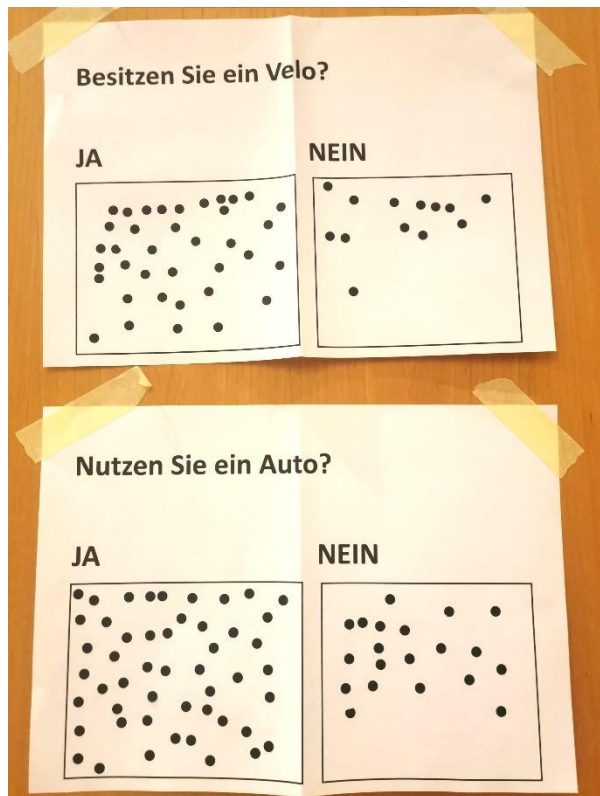 Besitzen Sie ein Velo?
JA
NEIN
Nutzen Sie ein Auto?
JA
NEIN